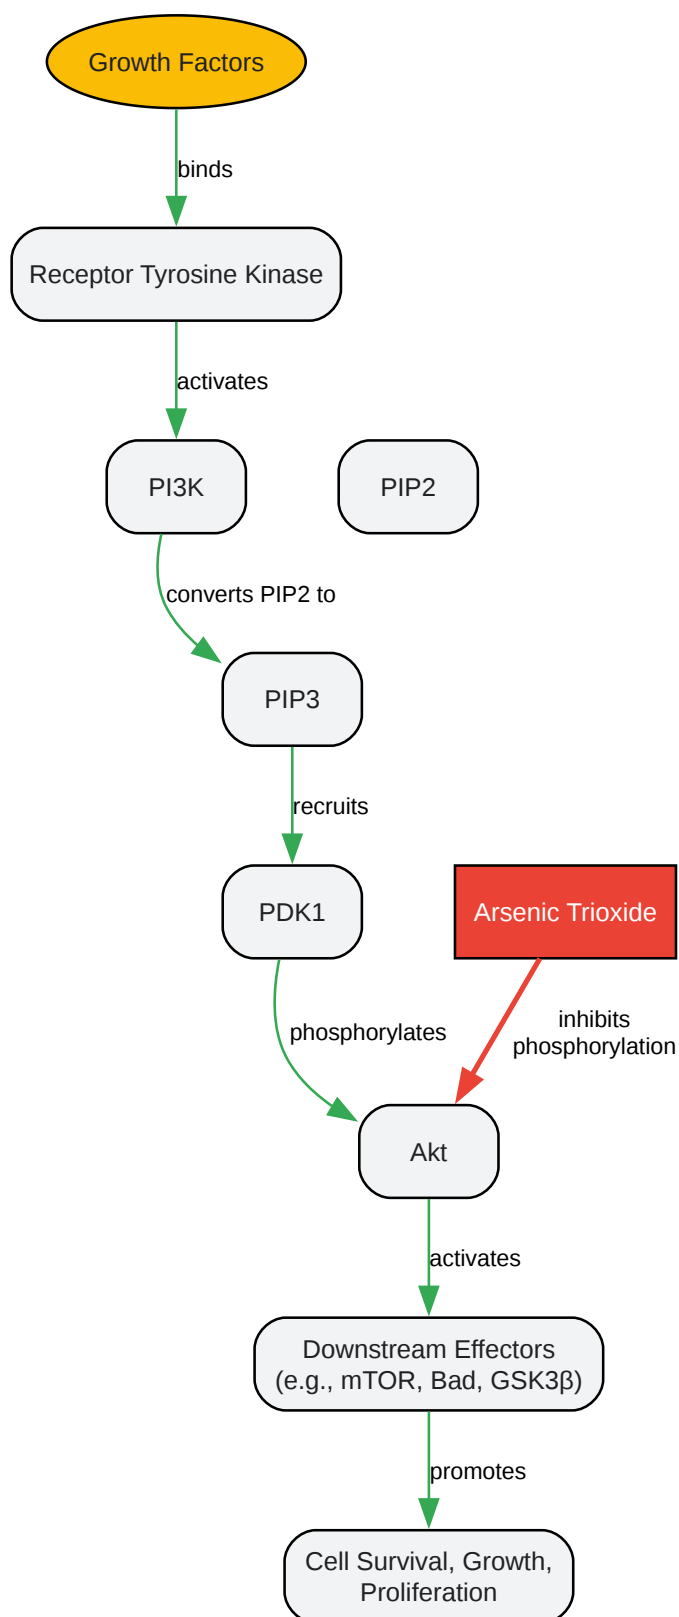 Growth Factors
binds
Receptor Tyrosine Kinase
activates
PI3K
PIP2
converts PIP2 to
PIP3
recruits
PDK1
Arsenic Trioxide
phosphorylates
inhibits
phosphorylation
Akt
activates
Downstream Effectors
(e.g., mTOR, Bad, GSK3β)
promotes
Cell Survival, Growth,
Proliferation